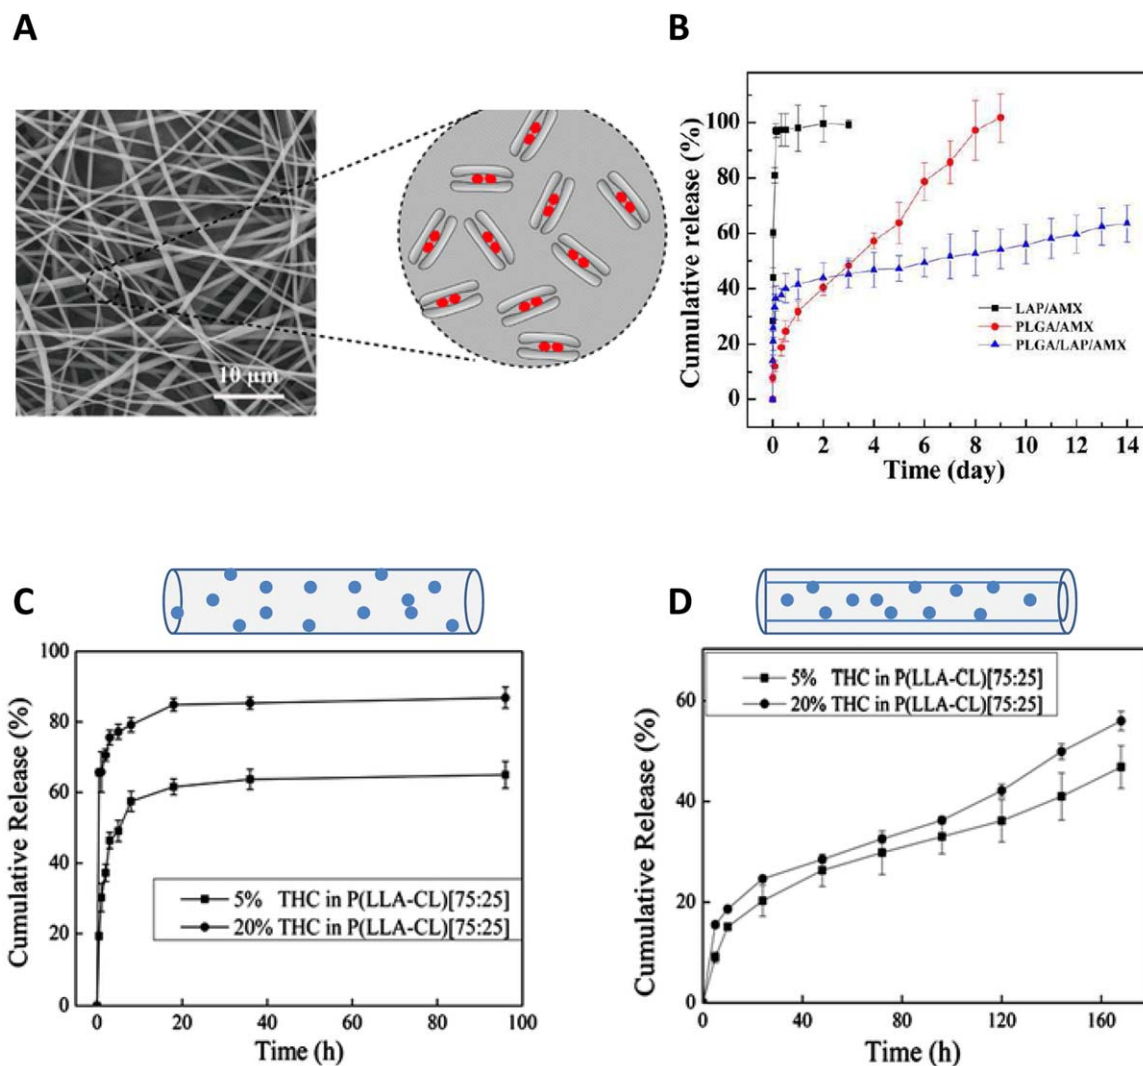 A
B
10 μm
Cumulative release (%)
100
80
60
40
20
0
LAP/AMX
PLGA/AMX
PLGA/LAP/AMX
0 2 4 6 8 10 12 14
Time (day)
C
D
Cumulative Release (%)
100
80
60
40
20
0
5% THC in P(LLA-CL)[75:25]
20% THC in P(LLA-CL)[75:25]
0 20 40 60 80 100
Time (h)
Cumulative Release (%)
60
40
20
0
5% THC in P(LLA-CL)[75:25]
20% THC in P(LLA-CL)[75:25]
0 40 80 120 160
Time (h)